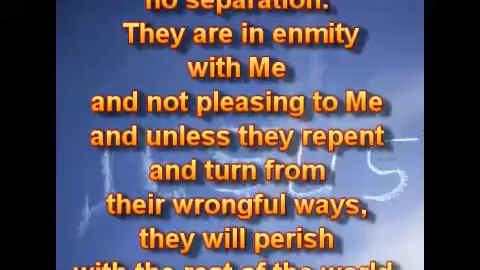 no separation.
They are in enmity
with Me
and not pleasing to Me
and unless they repent
and turn from
their wrongful ways,
they will perish
with the rest of the world
JESUS